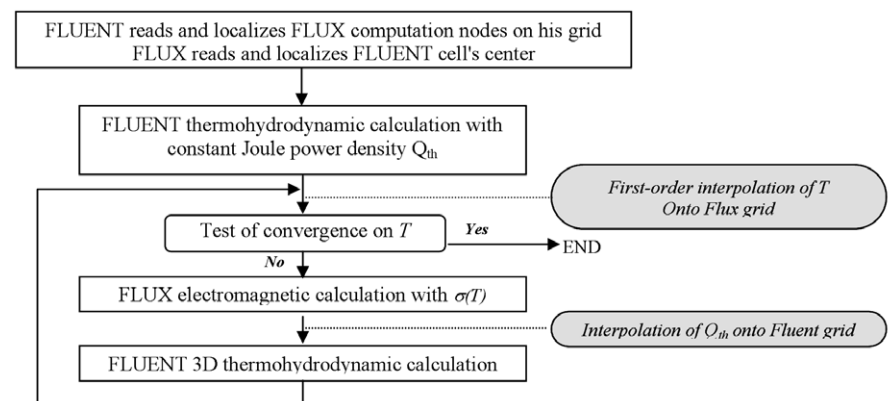 FLUENT reads and localizes FLUX computation nodes on his grid
FLUX reads and localizes FLUENT cell's center
FLUENT thermohydrodynamic calculation with
constant Joule power density Qth
First-order interpolation of T
Onto Flux grid
Test of convergence on T
Yes
END
No
FLUX electromagnetic calculation with σ(T)
Interpolation of Qth onto Fluent grid
FLUENT 3D thermohydrodynamic calculation